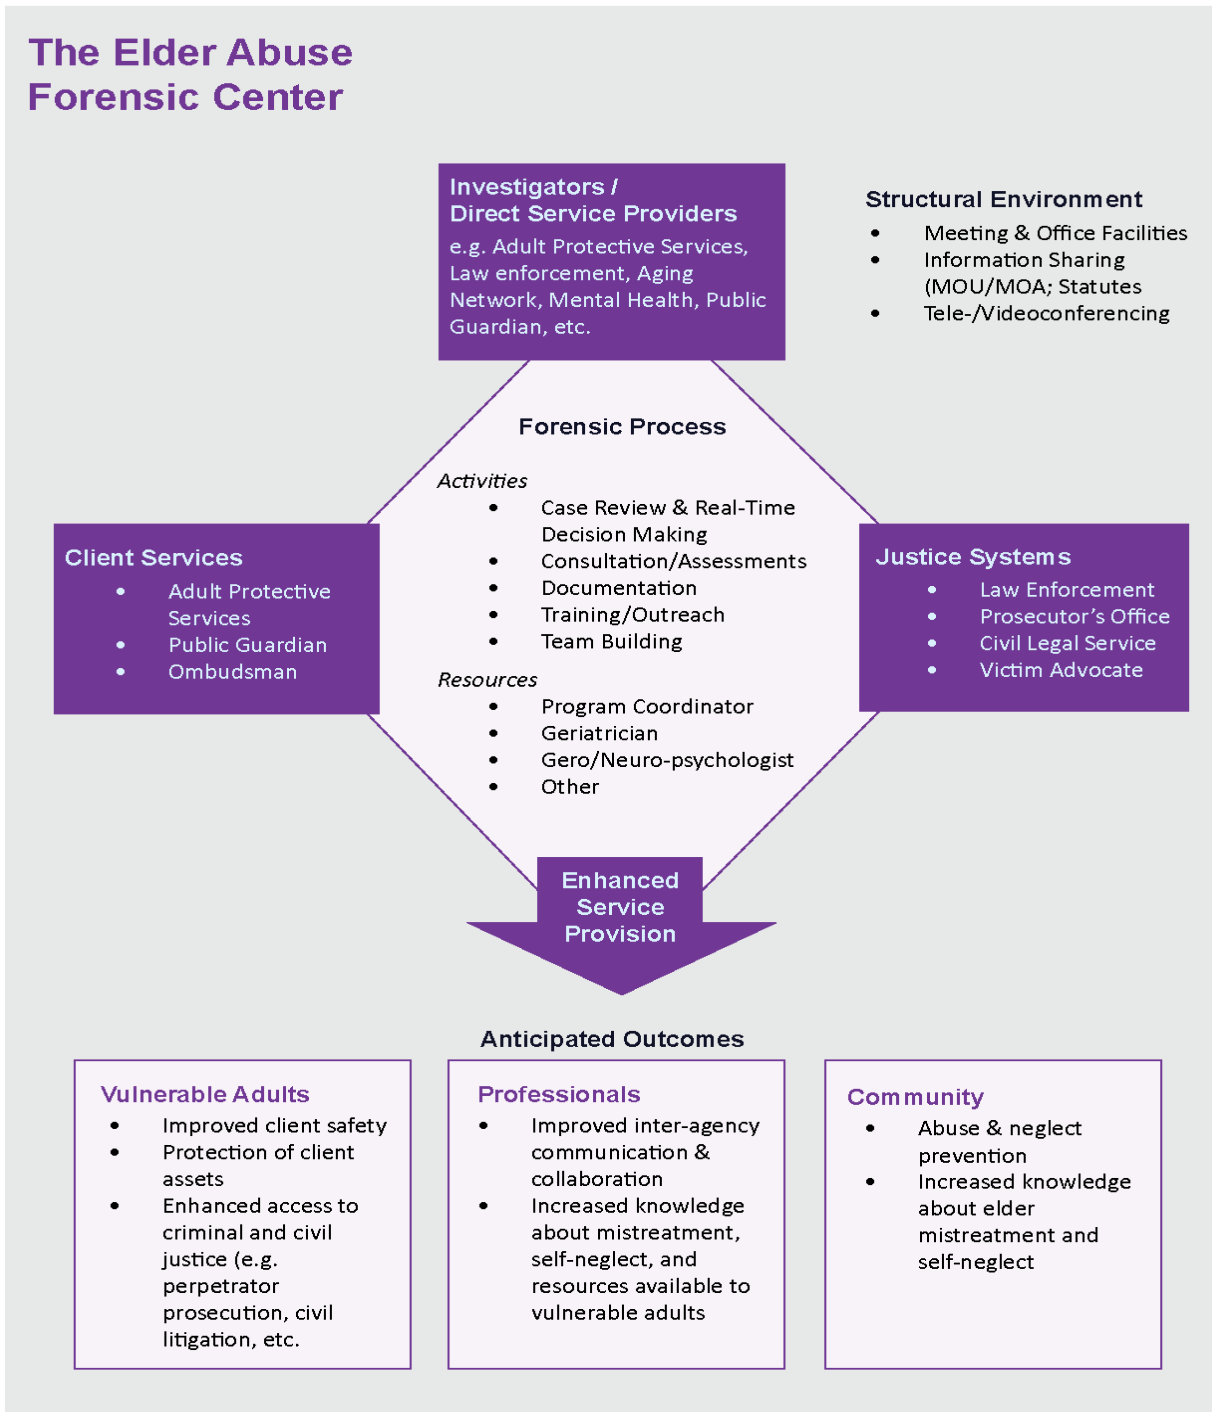 The Elder Abuse
Forensic Center
Investigators /
Direct Service Providers
e.g. Adult Protective Services,
Law enforcement, Aging
Network, Mental Health, Public
Guardian, etc.
Structural Environment
• Meeting & Office Facilities
• Information Sharing
(MOU/MOA; Statutes
• Tele-/Videoconferencing
Forensic Process
Activities
• Case Review & Real-Time
Decision Making
• Consultation/Assessments
• Documentation
• Training/Outreach
• Team Building
Resources
• Program Coordinator
• Geriatrician
• Gero/Neuro-psychologist
• Other
Client Services
• Adult Protective
Services
• Public Guardian
• Ombudsman
Justice Systems
• Law Enforcement
• Prosecutor’s Office
• Civil Legal Service
• Victim Advocate
Enhanced
Service
Provision
Anticipated Outcomes
Vulnerable Adults
• Improved client safety
• Protection of client
assets
• Enhanced access to
criminal and civil
justice (e.g.
perpetrator
prosecution, civil
litigation, etc.
Professionals
• Improved inter-agency
communication &
collaboration
• Increased knowledge
about mistreatment,
self-neglect, and
resources available to
vulnerable adults
Community
• Abuse & neglect
prevention
• Increased knowledge
about elder
mistreatment and
self-neglect